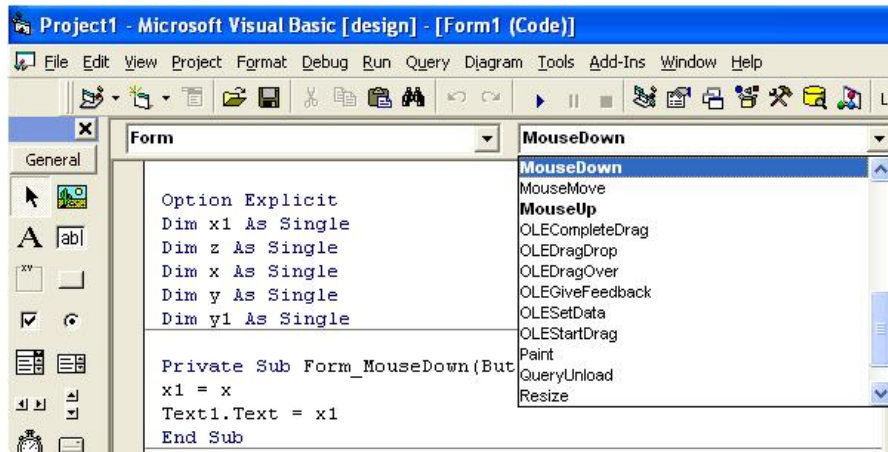 Project1 - Microsoft Visual Basic [design] - [Form1 (Code)]
File Edit View Project Format Debug Run Query Diagram Tools Add-Ins Window Help
General
Form
MouseDown
MouseDown
MouseMove
MouseUp
OLECompleteDrag
OLEDragDrop
OLEDragOver
OLEGiveFeedback
OLESetData
OLEStartDrag
Paint
QueryUnload
Resize
A
ab
xy
Option Explicit
Dim x1 As Single
Dim z As Single
Dim x As Single
Dim y As Single
Dim y1 As Single
Private Sub Form_MouseDown(But
x1 = x
Text1.Text = x1
End Sub